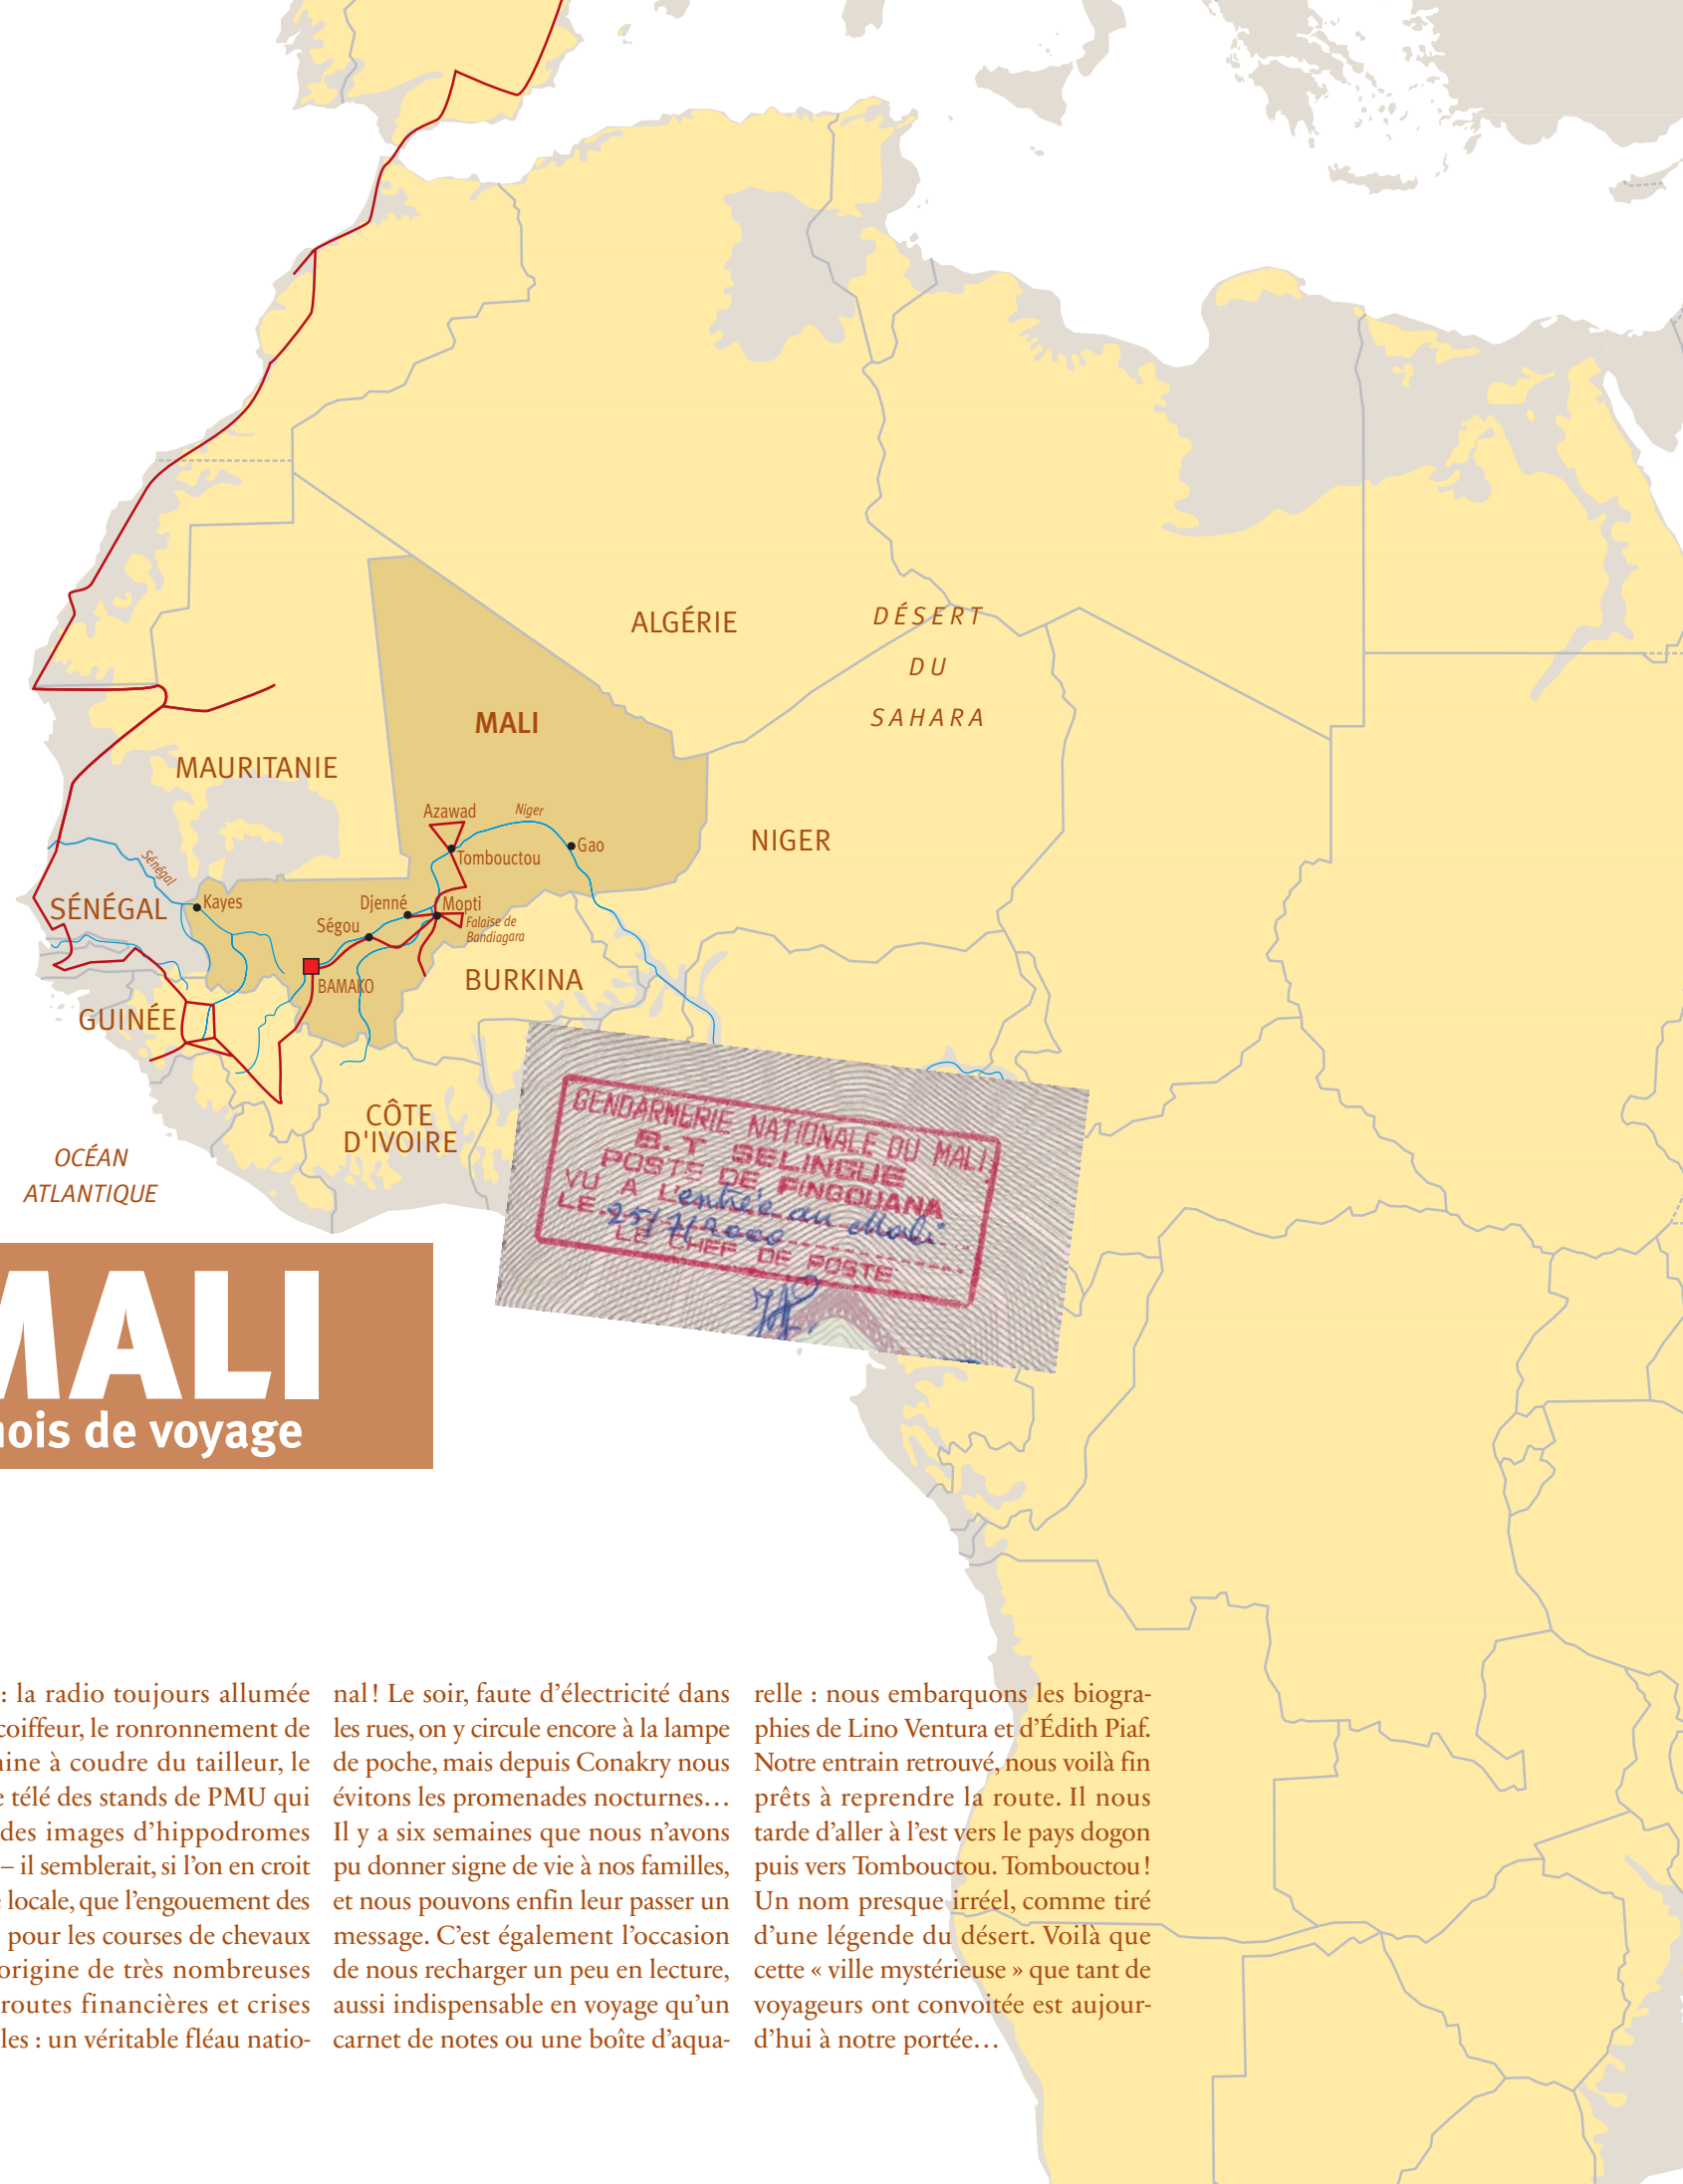 ALGÉRIE
DÉSERT
DU
SAHARA
MALI
MAURITANIE
Azawad
Niger
Tombouctou
Gao
NIGER
Sénégal
SÉNÉGAL
Kayes
Djenné
Mopti
Ségou
Falaise de
Bandiagara
BAMAKO
BURKINA
GUINÉE
CÔTE
D'IVOIRE
OCÉAN
ATLANTIQUE
GENDARMERIE NATIONALE DU MALI
B.T SELINGUE
POSTE DE FINGOUANA
VU A L'entrée au Mali
LE 25/7/2000
LE CHEF DE POSTE
MALI
nois de voyage
: la radio toujours allumée
coiffeur, le ronronnement de
ine à coudre du tailleur, le
e télé des stands de PMU qui
des images d'hippodromes
– il semblerait, si l'on en croit
locale, que l'engouement des
pour les courses de chevaux
origine de très nombreuses
routes financières et crises
les : un véritable fléau natio-
nal ! Le soir, faute d'électricité dans
les rues, on y circule encore à la lampe
de poche, mais depuis Conakry nous
évitons les promenades nocturnes…
Il y a six semaines que nous n'avons
pu donner signe de vie à nos familles,
et nous pouvons enfin leur passer un
message. C'est également l'occasion
de nous recharger un peu en lecture,
aussi indispensable en voyage qu'un
carnet de notes ou une boîte d'aqua-
relle : nous embarquons les biogra-
phies de Lino Ventura et d'Édith Piaf.
Notre entrain retrouvé, nous voilà fin
prêts à reprendre la route. Il nous
tarde d'aller à l'est vers le pays dogon
puis vers Tombouctou. Tombouctou !
Un nom presque irréel, comme tiré
d'une légende du désert. Voilà que
cette « ville mystérieuse » que tant de
voyageurs ont convoitée est aujour-
d'hui à notre portée…